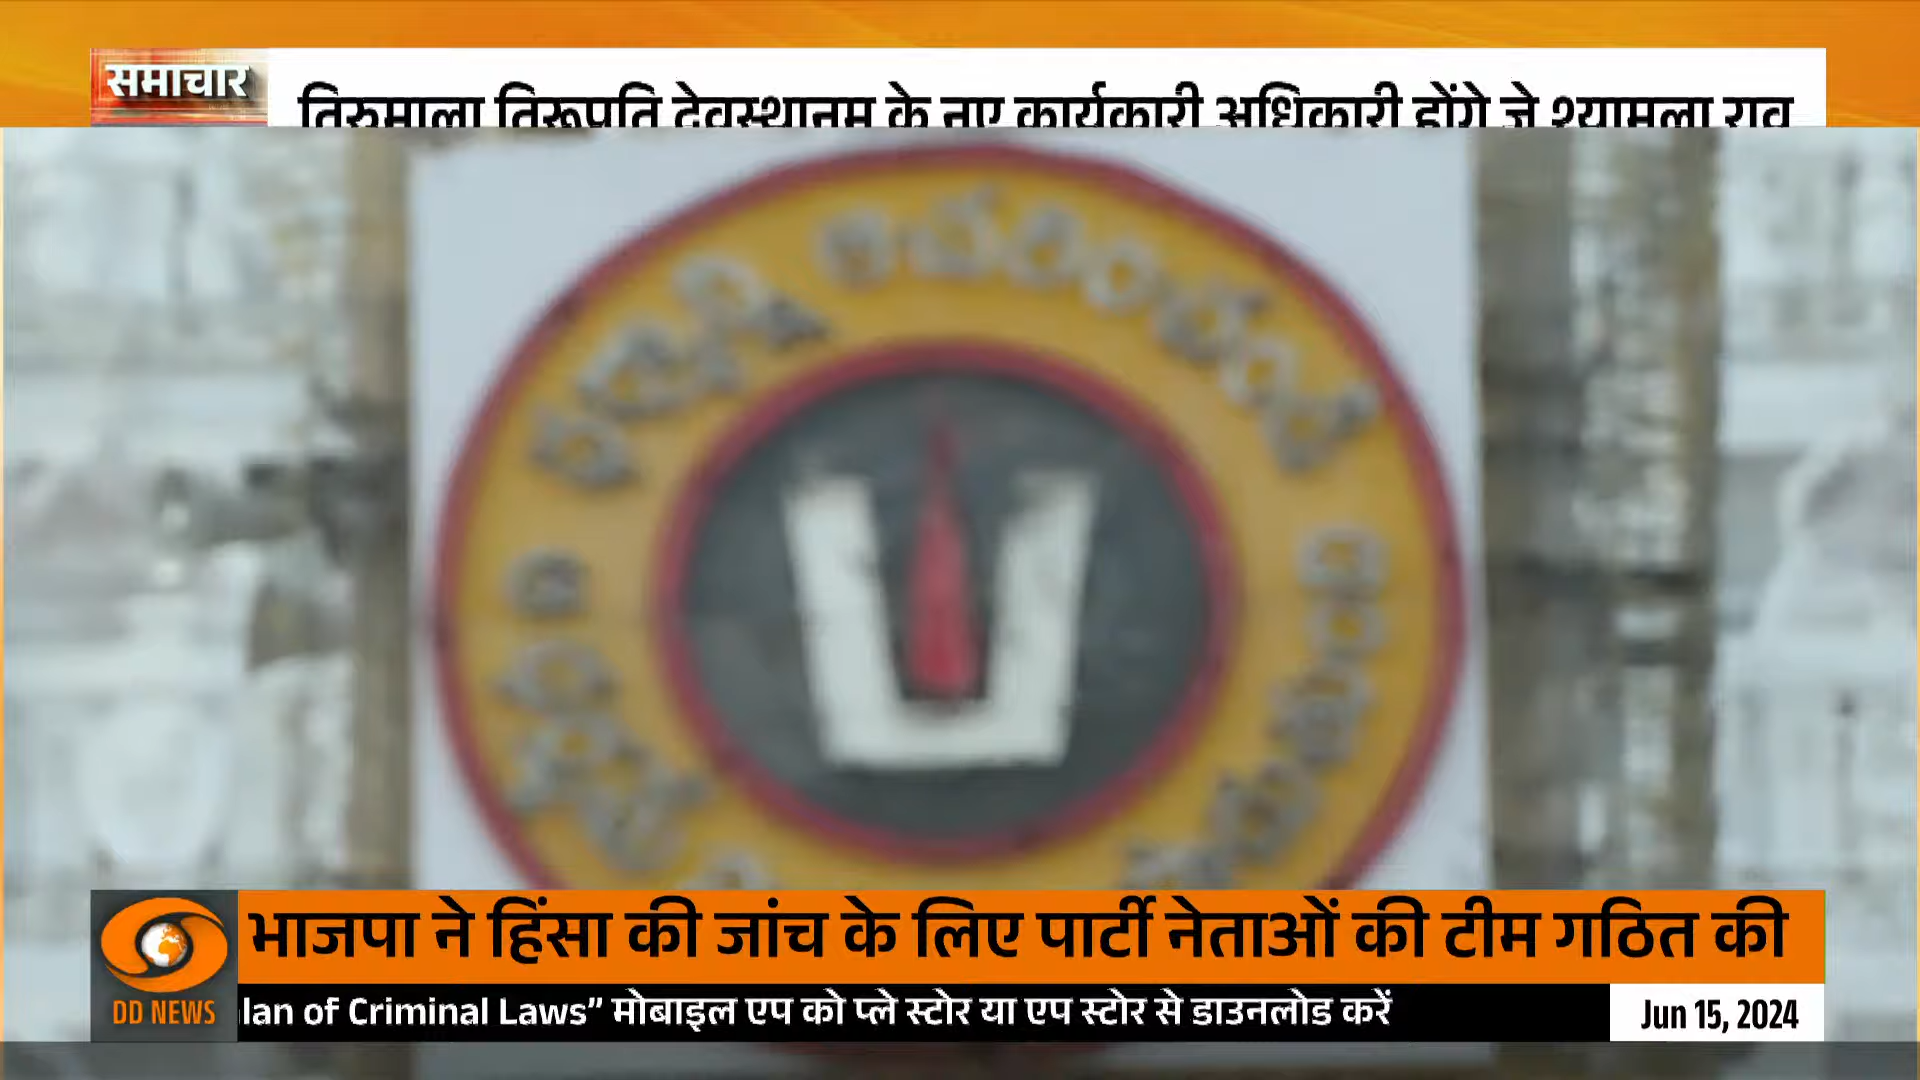 समाचार
तिरुमाला तिरूपति देवस्थानम के नए कार्यकारी अधिकारी होंगे जे श्यामला राव
भाजपा ने हिंसा की जांच के लिए पार्टी नेताओं की टीम गठित की
DD NEWS
lan of Criminal Laws” मोबाइल एप को प्ले स्टोर या एप स्टोर से डाउनलोड करें
Jun 15, 2024